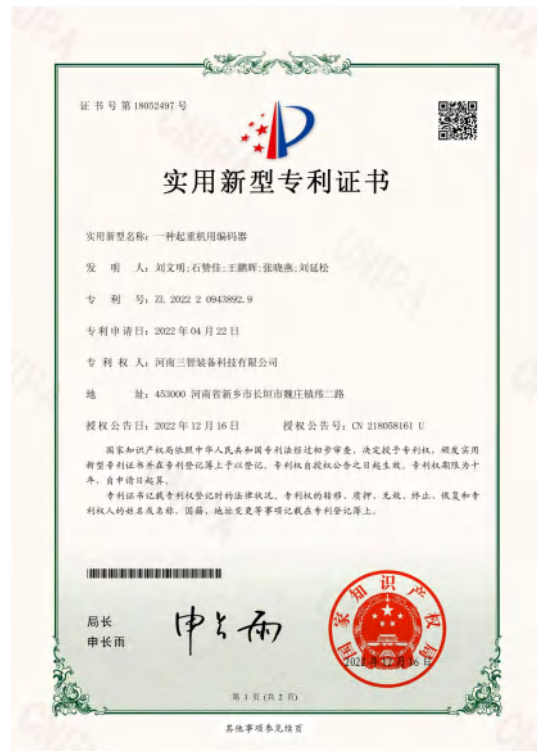 证书号第18052497号
实用新型专利证书
实用新型名称：一种起重机用编码器
发明人：刘文明;石赞佳;王鹏辉;张晓燕;刘延松
专利号：ZL 2022 2 0943892.9
专利申请日：2022年04月22日
专利权人：河南三智装备科技有限公司
地址：453000 河南省新乡市长垣市魏庄镇纬二路
授权公告日：2022年12月16日 授权公告号：CN 218058161 U
国家知识产权局依照中华人民共和国专利法经过初步审查，决定授予专利权，颁发实用
新型专利证书并在专利登记簿上予以登记。专利权自授权公告之日起生效。专利权期限为十
年，自申请日起算。
专利证书记载专利权登记时的法律状况。专利权的转移、质押、无效、终止、恢复和专
利权人的姓名或名称、国籍、地址变更等事项记载在专利登记簿上。
局长
申长雨
申长雨
国家知识产权局
2022年12月16日
第 1 页 (共 2 页)
其他事项参见续页